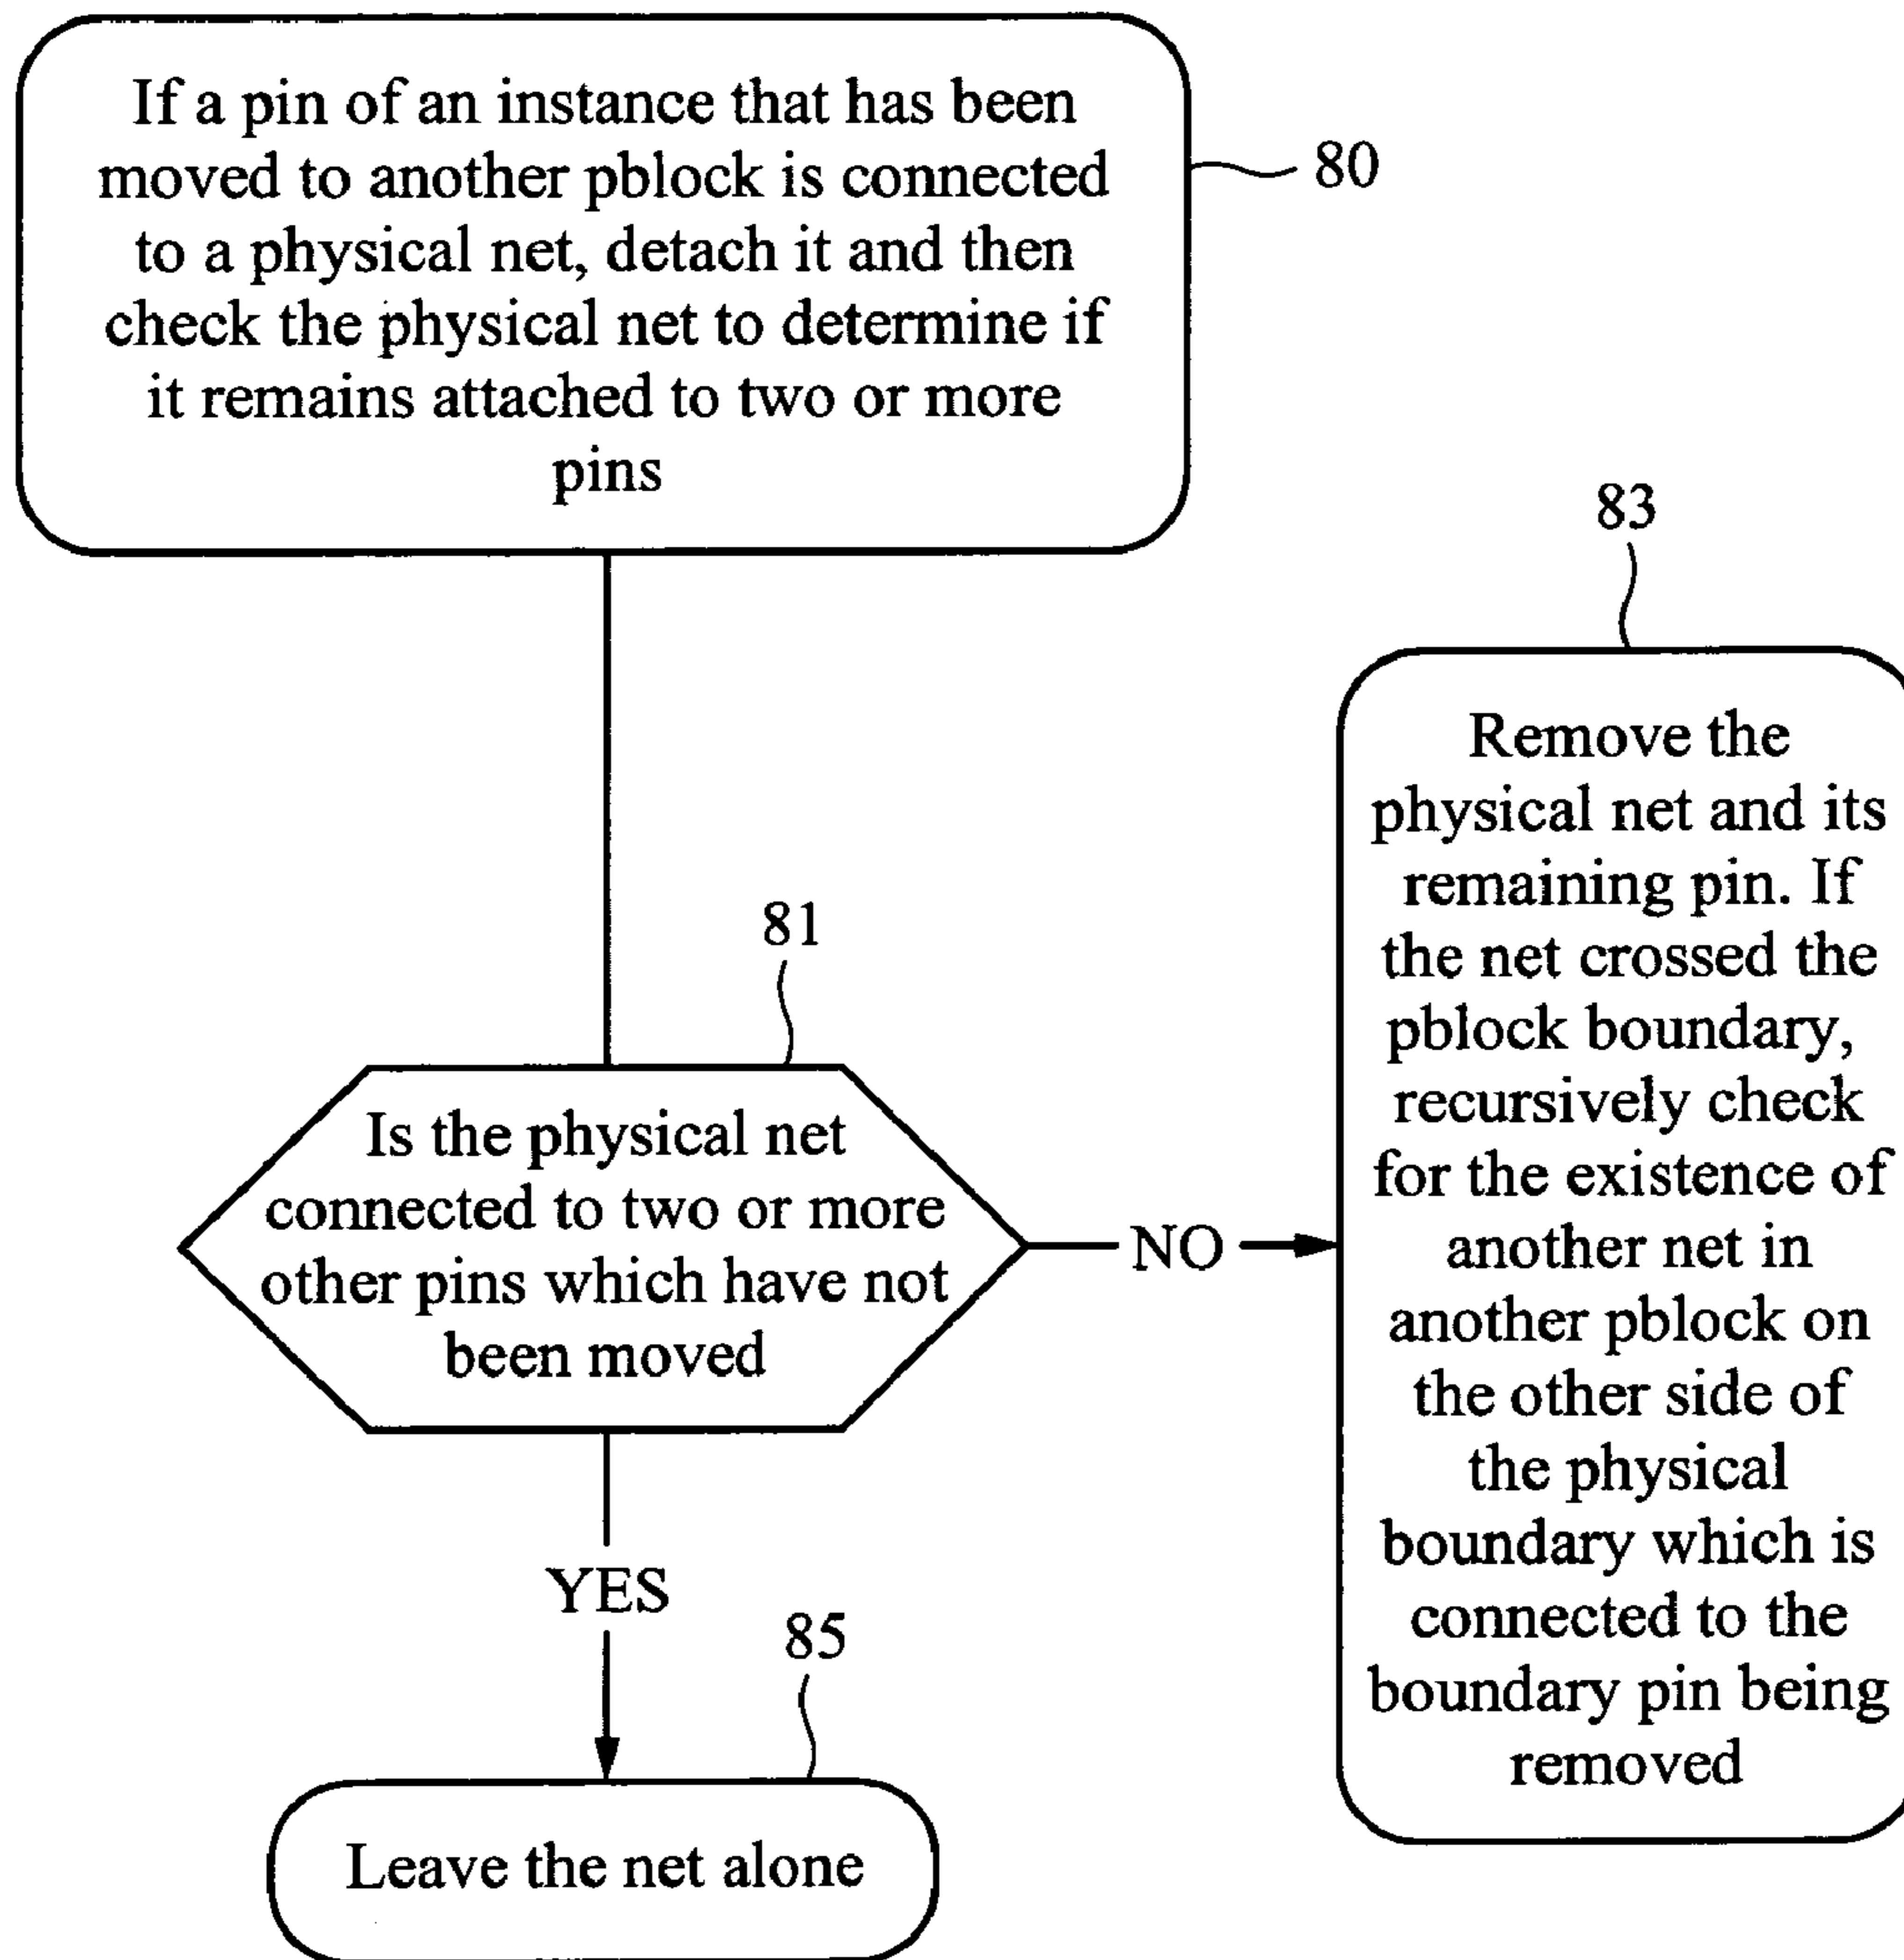 If a pin of an instance that has been
moved to another pblock is connected
to a physical net, detach it and then
check the physical net to determine if
it remains attached to two or more
pins
80
81
Is the physical net
connected to two or more
other pins which have not
been moved
NO
83
Remove the
physical net and its
remaining pin. If
the net crossed the
pblock boundary,
recursively check
for the existence of
another net in
another pblock on
the other side of
the physical
boundary which is
connected to the
boundary pin being
removed
YES
85
Leave the net alone